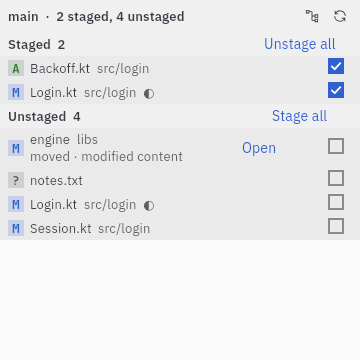 main · 2 staged, 4 unstaged
Staged 2 Unstage all
A Backoff.kt src/login
M Login.kt src/login
Unstaged 4 Stage all
M engine libs Open
moved · modified content
? notes.txt
M Login.kt src/login
M Session.kt src/login